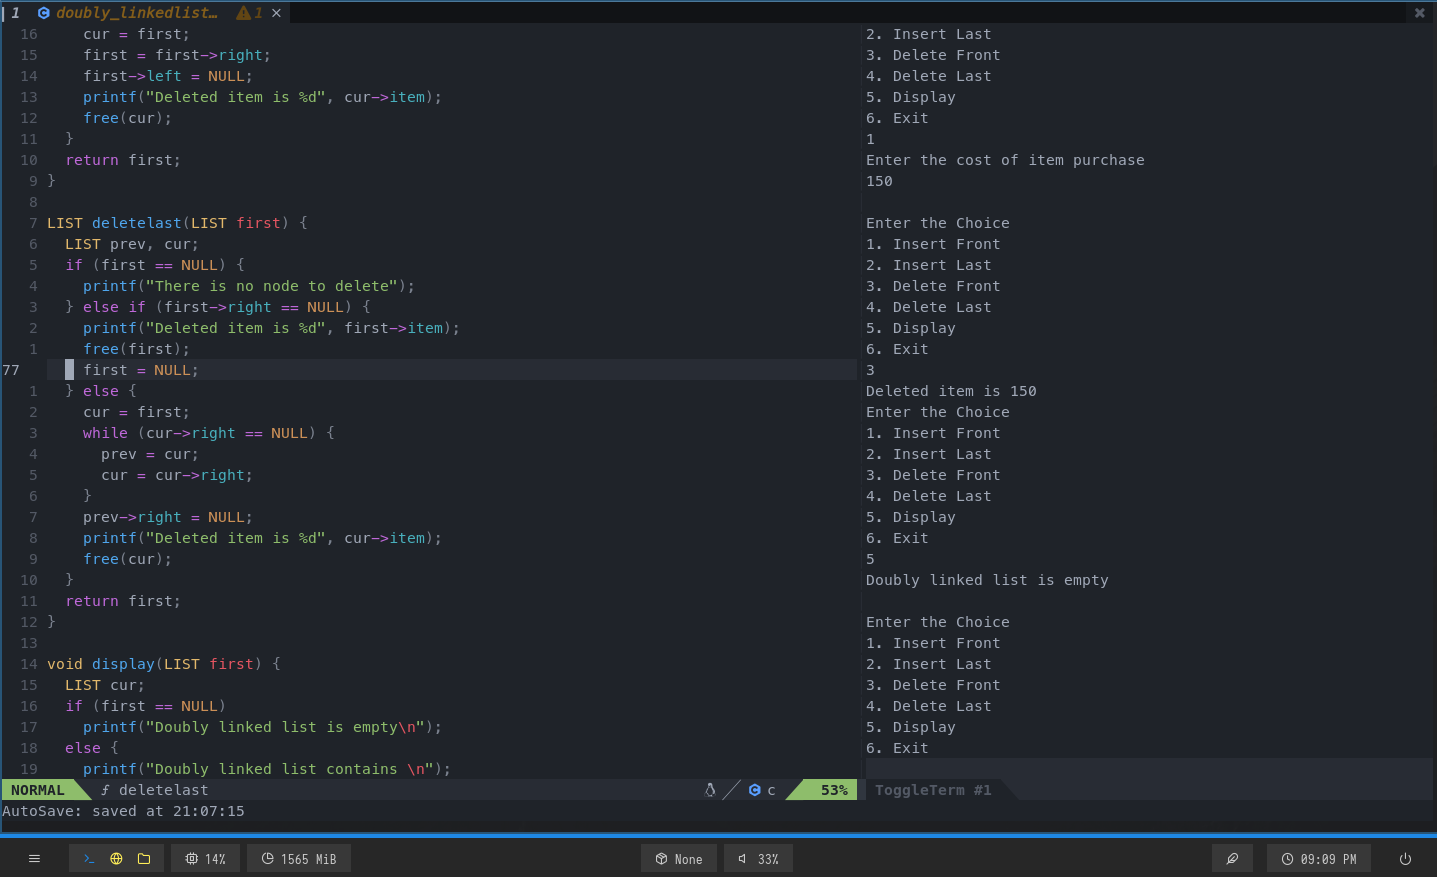 1 doubly_linkedlist… 1 ×
16 cur = first;
15 first = first->right;
14 first->left = NULL;
13 printf("Deleted item is %d", cur->item);
12 free(cur);
11 }
10 return first;
9 }
8
7 LIST deletelast(LIST first) {
6 LIST prev, cur;
5 if (first == NULL) {
4 printf("There is no node to delete");
3 } else if (first->right == NULL) {
2 printf("Deleted item is %d", first->item);
1 free(first);
77 first = NULL;
1 } else {
2 cur = first;
3 while (cur->right == NULL) {
4 prev = cur;
5 cur = cur->right;
6 }
7 prev->right = NULL;
8 printf("Deleted item is %d", cur->item);
9 free(cur);
10 }
11 return first;
12 }
13
14 void display(LIST first) {
15 LIST cur;
16 if (first == NULL)
17 printf("Doubly linked list is empty\n");
18 else {
19 printf("Doubly linked list contains \n");
NORMAL ƒ deletelast c 53%
AutoSave: saved at 21:07:15
2. Insert Last
3. Delete Front
4. Delete Last
5. Display
6. Exit
1
Enter the cost of item purchase
150

Enter the Choice
1. Insert Front
2. Insert Last
3. Delete Front
4. Delete Last
5. Display
6. Exit
3
Deleted item is 150
Enter the Choice
1. Insert Front
2. Insert Last
3. Delete Front
4. Delete Last
5. Display
6. Exit
5
Doubly linked list is empty

Enter the Choice
1. Insert Front
2. Insert Last
3. Delete Front
4. Delete Last
5. Display
6. Exit
ToggleTerm #1
14% 1565 MiB None 33% 09:09 PM